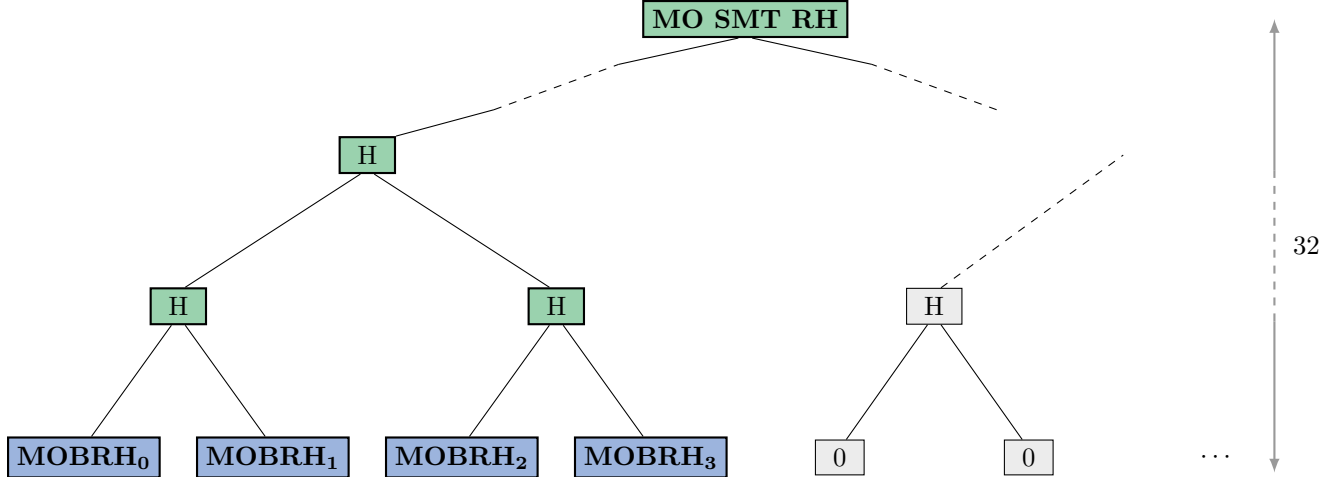 MO SMT RH
H
32
H H H
MOBRH₀ MOBRH₁ MOBRH₂ MOBRH₃ 0 0 ...